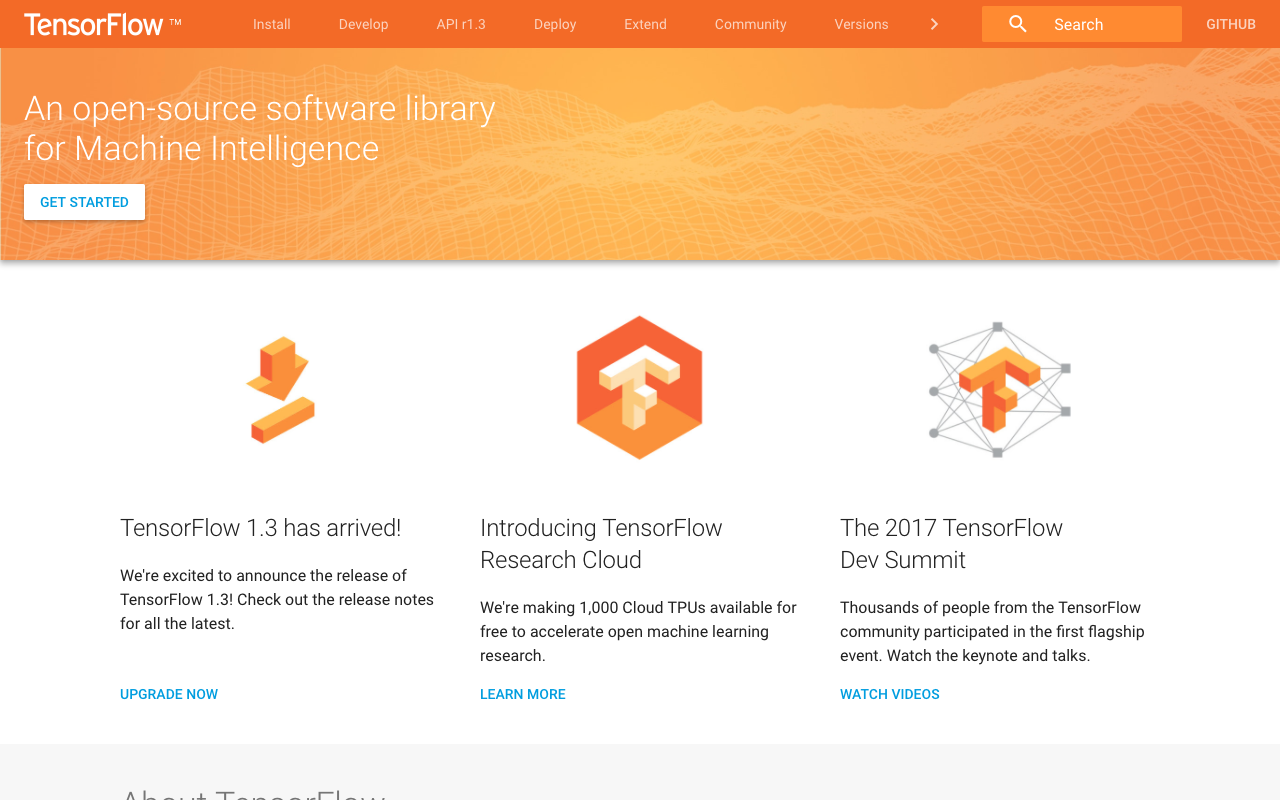 TensorFlow ™
Install Develop API r1.3 Deploy Extend Community Versions Search GITHUB
An open-source software library
for Machine Intelligence
GET STARTED
TensorFlow 1.3 has arrived!
We're excited to announce the release of
TensorFlow 1.3! Check out the release notes
for all the latest.
UPGRADE NOW
Introducing TensorFlow
Research Cloud
We're making 1,000 Cloud TPUs available for
free to accelerate open machine learning
research.
LEARN MORE
The 2017 TensorFlow
Dev Summit
Thousands of people from the TensorFlow
community participated in the first flagship
event. Watch the keynote and talks.
WATCH VIDEOS
About TensorFlow